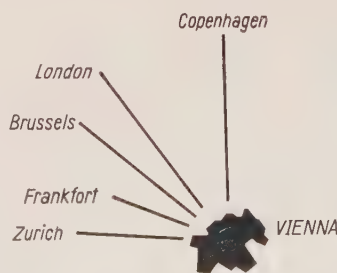 Copenhagen
London
Brussels
Frankfort
Zurich
VIENNA